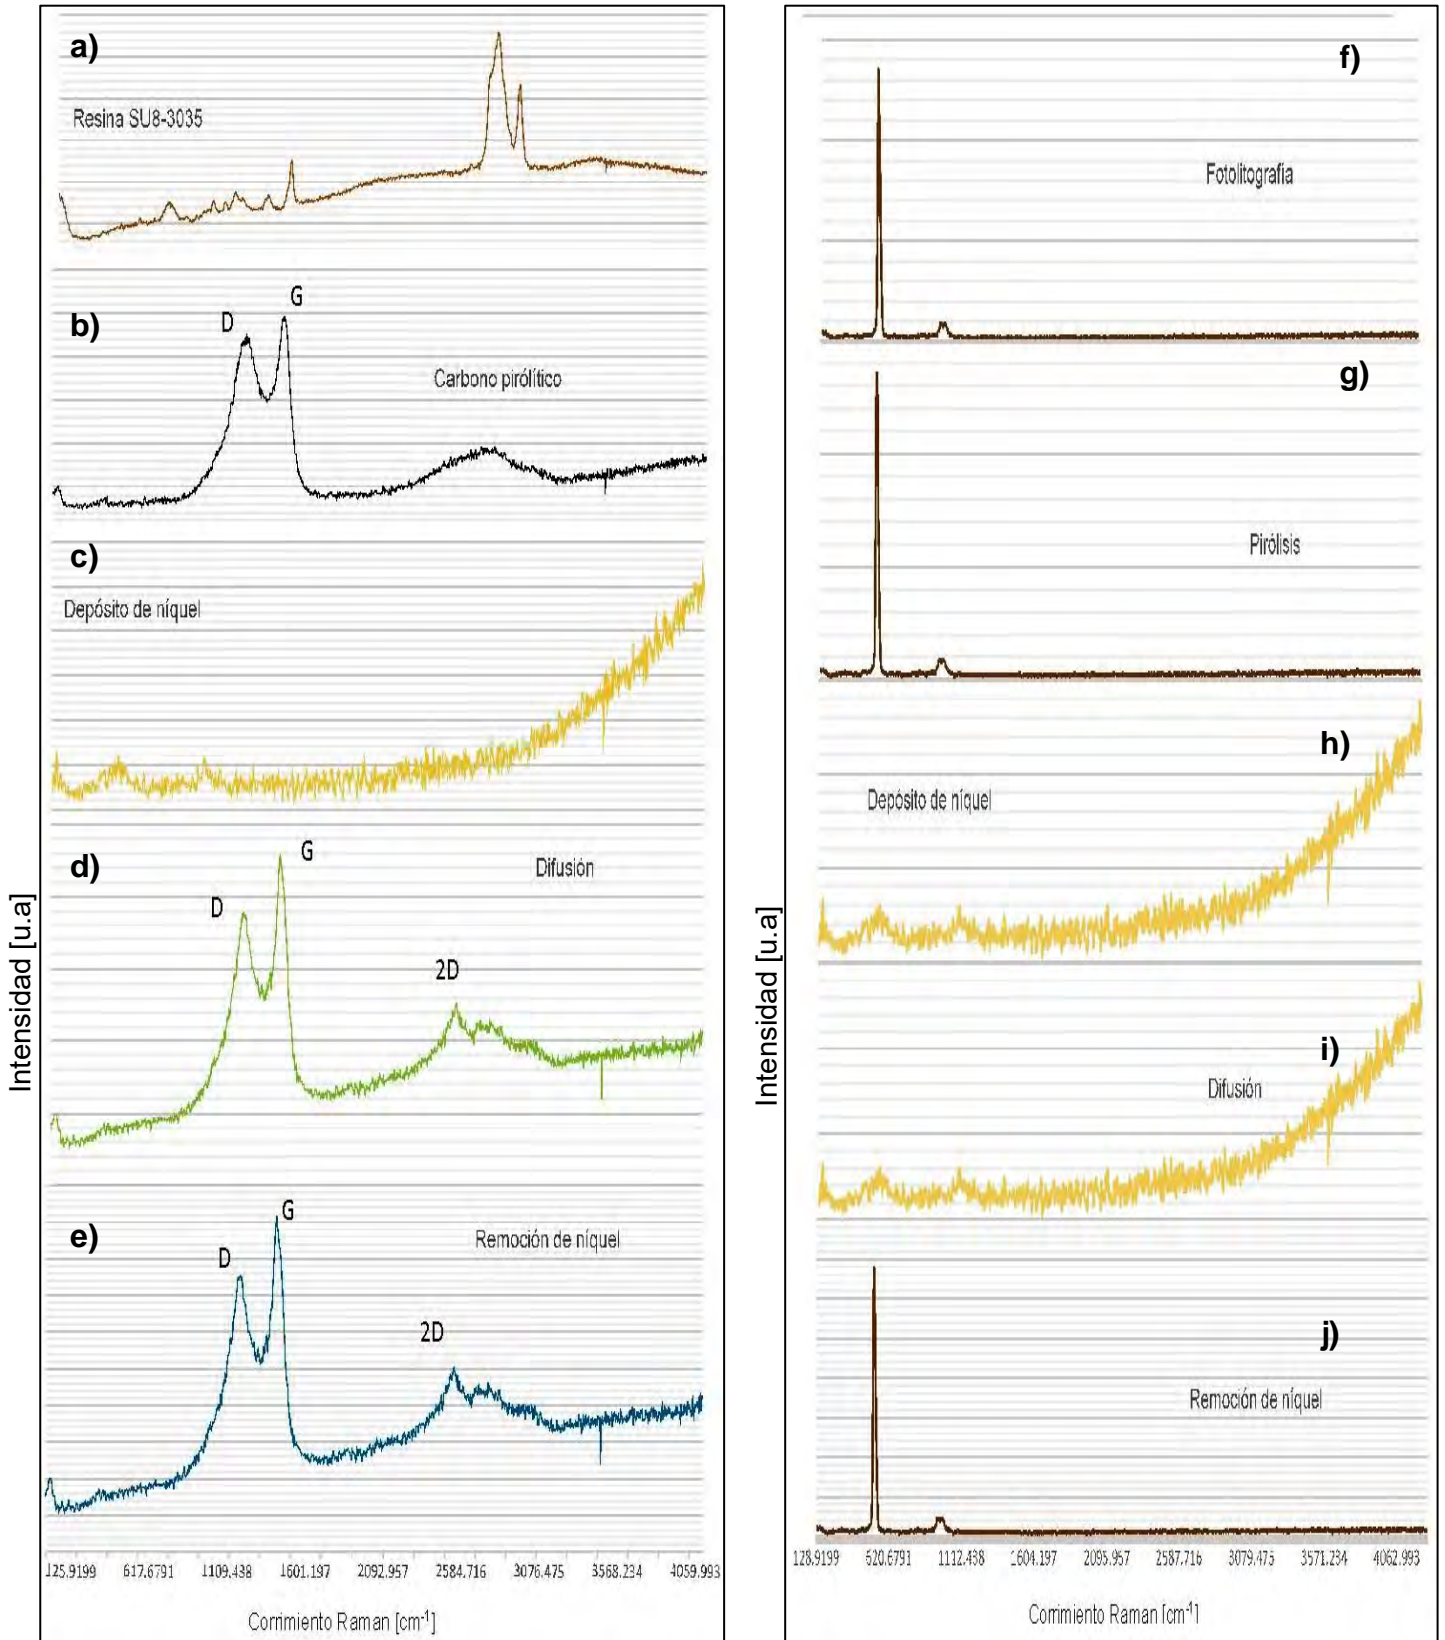 a)
Resina SU8-3035
b)
D
G
Carbono pirólítico
c)
Depósito de níquel
d)
D
G
2D
Difusión
e)
D
G
2D
Remoción de níquel
Intensidad [u.a]
125.9199 617.6791 1109.438 1601.197 2092.957 2584.716 3076.475 3568.234 4059.993
Corrimiento Raman [cm-1]
f)
Fotolitografía
g)
Pirólisis
h)
Depósito de níquel
i)
Difusión
j)
Remoción de níquel
Intensidad [u.a]
128.9199 620.6791 1112.438 1604.197 2095.957 2587.716 3079.475 3571.234 4062.993
Corrimiento Raman [cm-1]